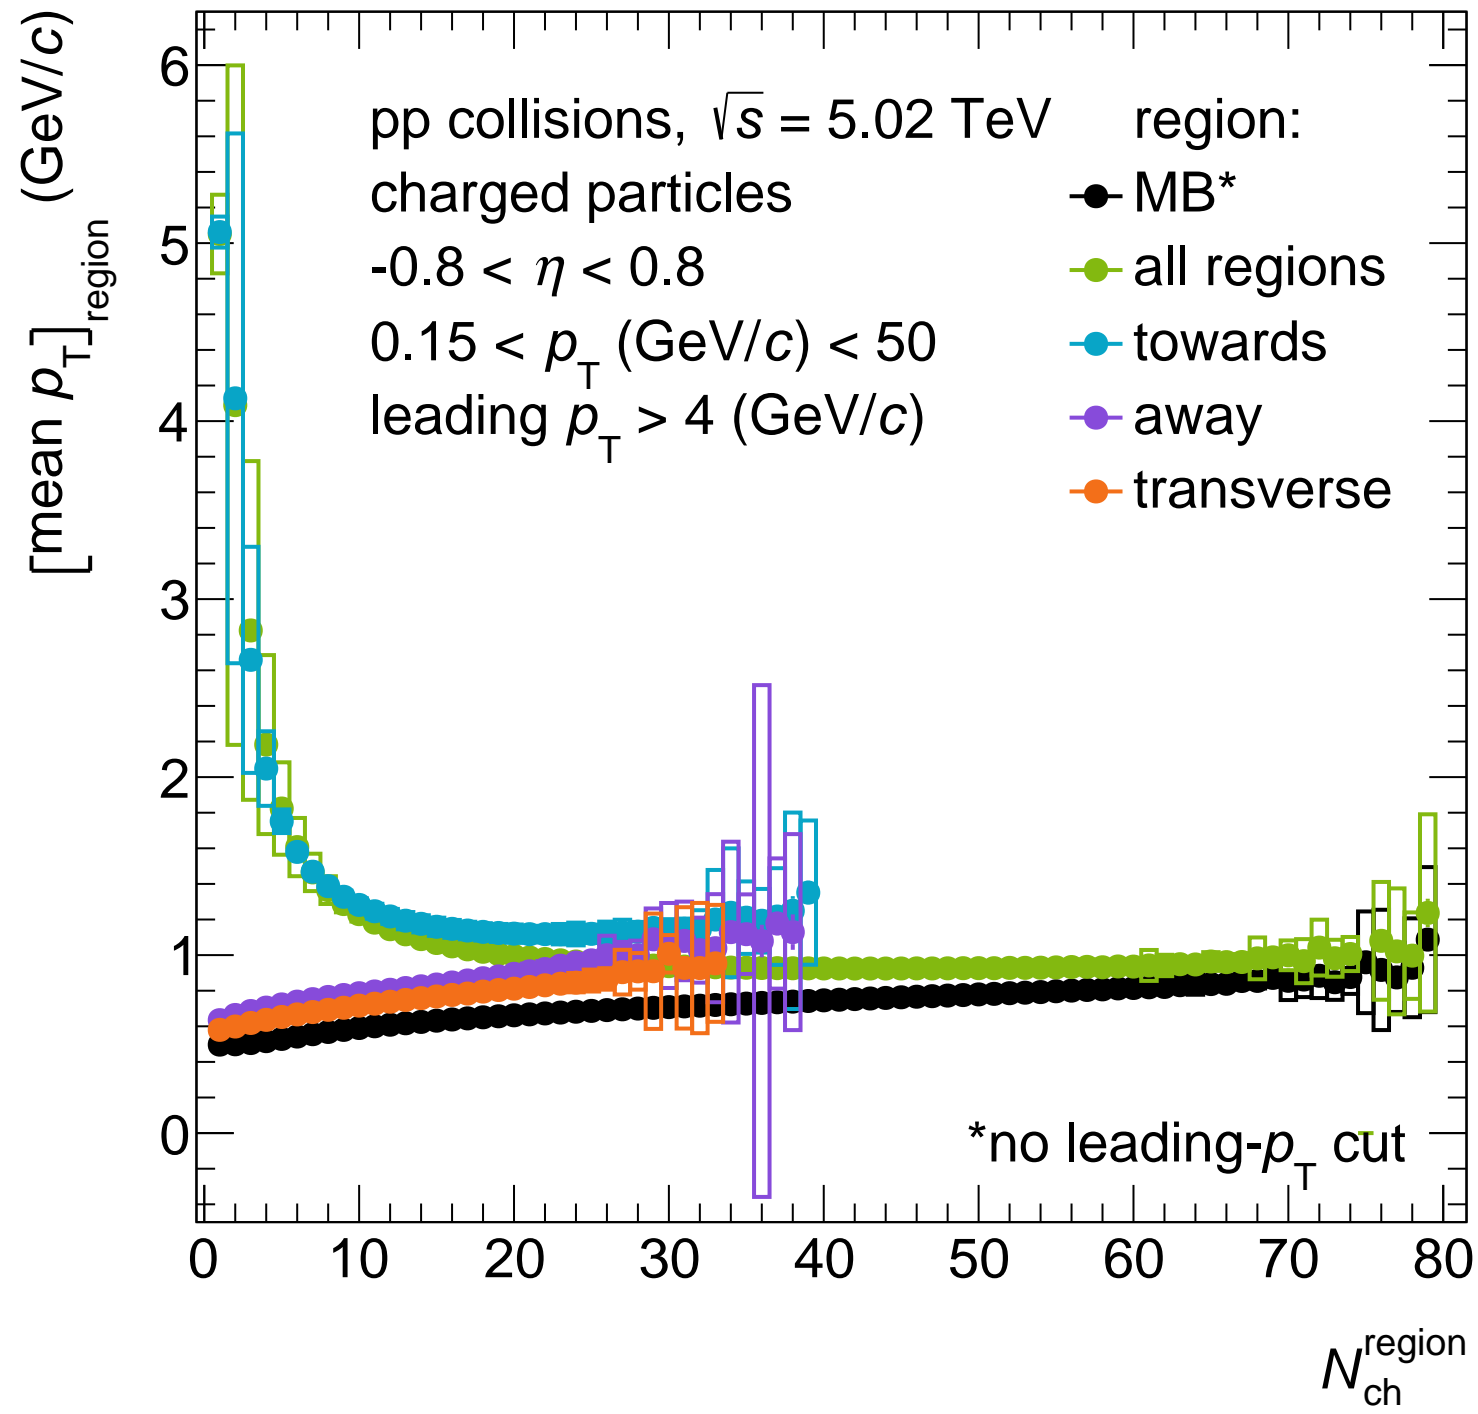 [mean pT]region (GeV/c)
6
5
4
3
2
1
0
pp collisions, √s = 5.02 TeV
charged particles
-0.8 < η < 0.8
0.15 < pT (GeV/c) < 50
leading pT > 4 (GeV/c)
region:
MB*
all regions
towards
away
transverse
*no leading-pT cut
0 10 20 30 40 50 60 70 80
Nch^region